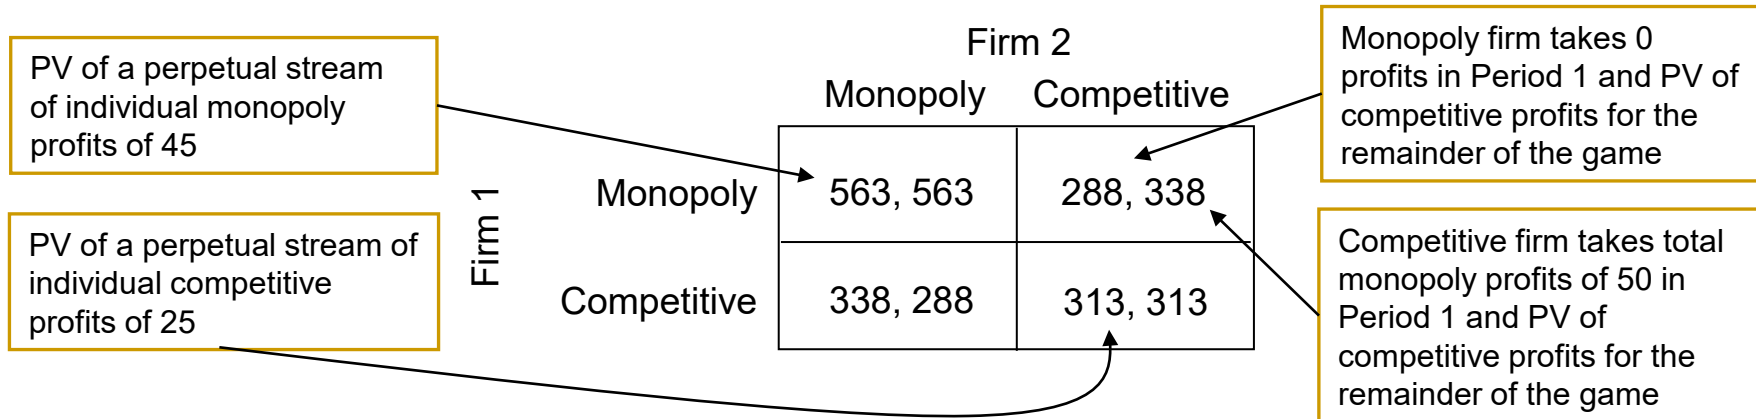 PV of a perpetual stream
of individual monopoly
profits of 45
PV of a perpetual stream of
individual competitive
profits of 25
Firm 2
Monopoly Competitive
Firm 1
Monopoly 563, 563 288, 338
Competitive 338, 288 313, 313
Monopoly firm takes 0
profits in Period 1 and PV of
competitive profits for the
remainder of the game
Competitive firm takes total
monopoly profits of 50 in
Period 1 and PV of
competitive profits for the
remainder of the game